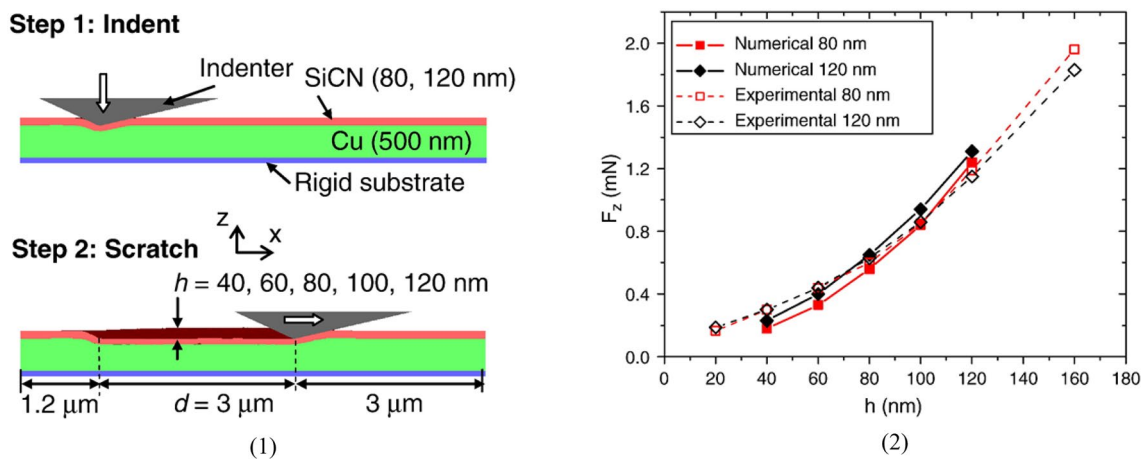 Step 1: Indent
Indenter
SiCN (80, 120 nm)
Cu (500 nm)
Rigid substrate
Step 2: Scratch
z
x
h = 40, 60, 80, 100, 120 nm
1.2 μm
d = 3 μm
3 μm
(1)
Numerical 80 nm
Numerical 120 nm
Experimental 80 nm
Experimental 120 nm
2.0
1.6
1.2
0.8
0.4
0.0
F_z (mN)
0 20 40 60 80 100 120 140 160 180
h (nm)
(2)